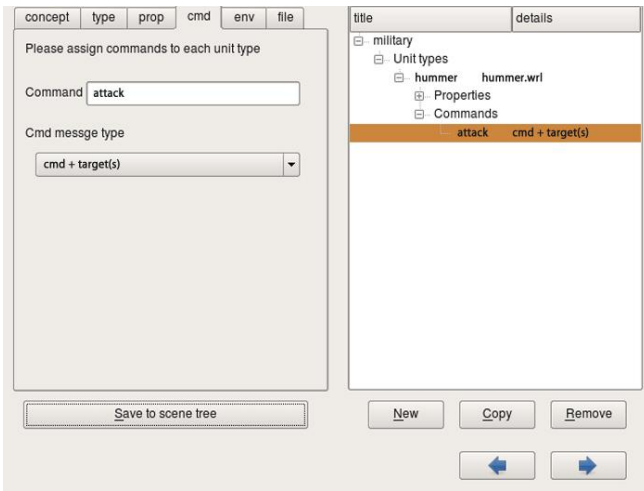 concept type prop cmd env file
Please assign commands to each unit type
Command attack
Cmd messge type
cmd + target(s)
Save to scene tree
title details
military
Unit types
hummer hummer.wrl
Properties
Commands
attack cmd + target(s)
New Copy Remove